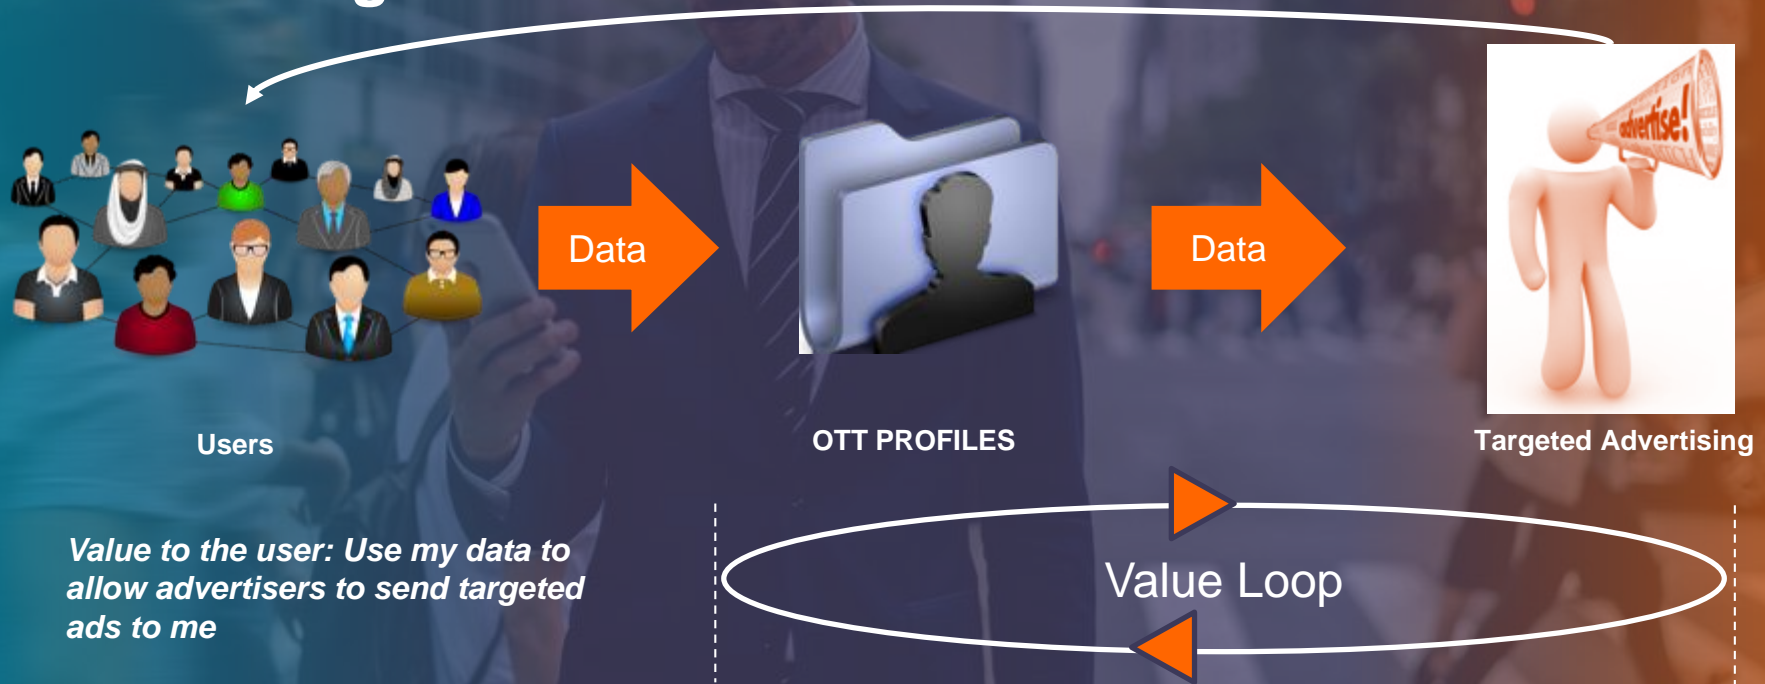 advertise!
Data
Data
Users
OTT PROFILES
Targeted Advertising
Value to the user: Use my data to
allow advertisers to send targeted
ads to me
Value Loop